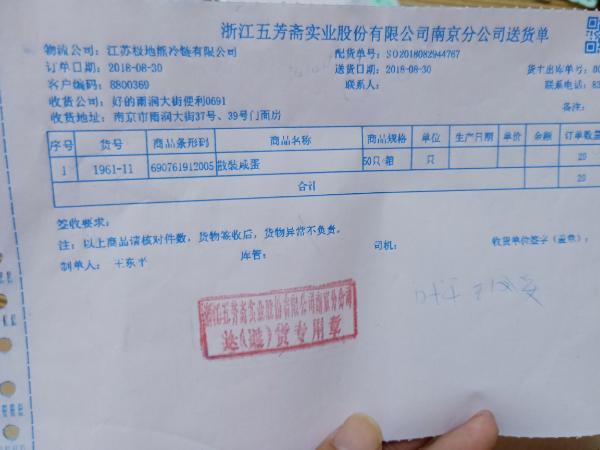 浙江五芳斋实业股份有限公司南京分公司送货单
物流公司：江苏极地熊冷链有限公司
配货单号：SO2018082944767
订单日期：2018-08-30
送货日期：2018-08-30
客户编码：8800369
联系人：
联系电话：
收货公司：好的雨润大街便利0691
收货地址：南京市雨润大街37号、39号门面房
备注：
序号 货号 商品条形码 商品名称 商品规格 单位 生产日期 单价 金额 订单数量
1 1961-11 690761912005 散装咸蛋 60只/箱 只 20
合计 20
签收要求：
注：以上商品请核对件数，货物签收后，货物异常不负责。
制单人： 库管： 司机： 收货单位签字（盖章）：
浙江五芳斋实业股份有限公司南京分公司
送（退）货专用章